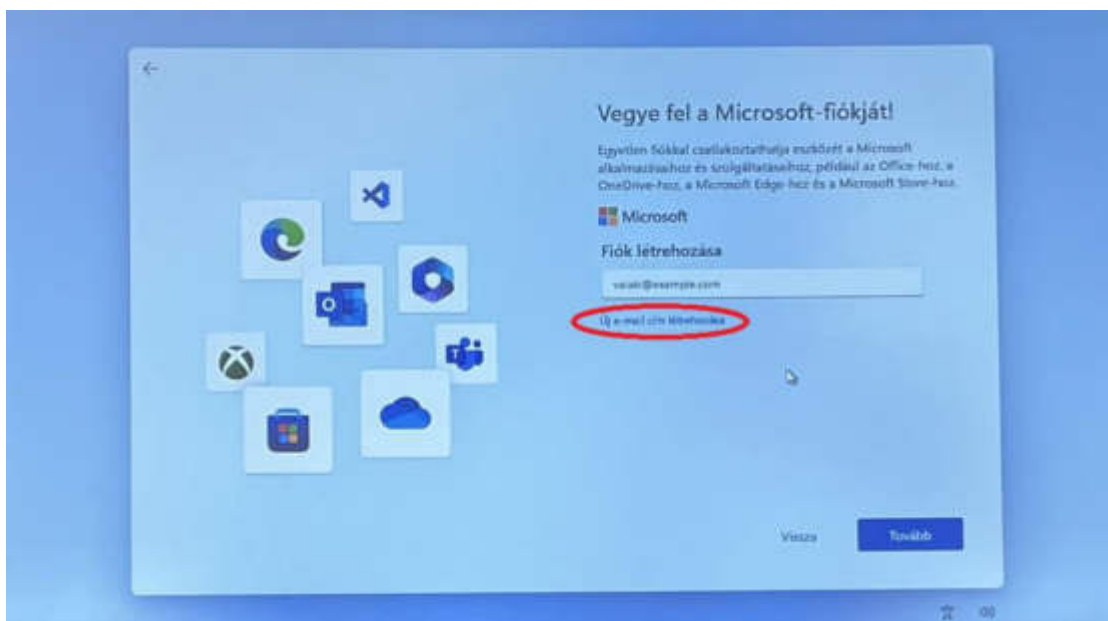 Vegye fel a Microsoft-fiókját!
Egyetlen fiókkal csatlakoztathatja eszközét a Microsoft
alkalmazásaihoz és szolgáltatásaihoz, például az Office-hoz, a
OneDrive-hoz, a Microsoft Edge-hez és a Microsoft Store-hoz.
Microsoft
Fiók létrehozása
valaki@example.com
Új e-mail cím létrehozása
Vissza
Tovább